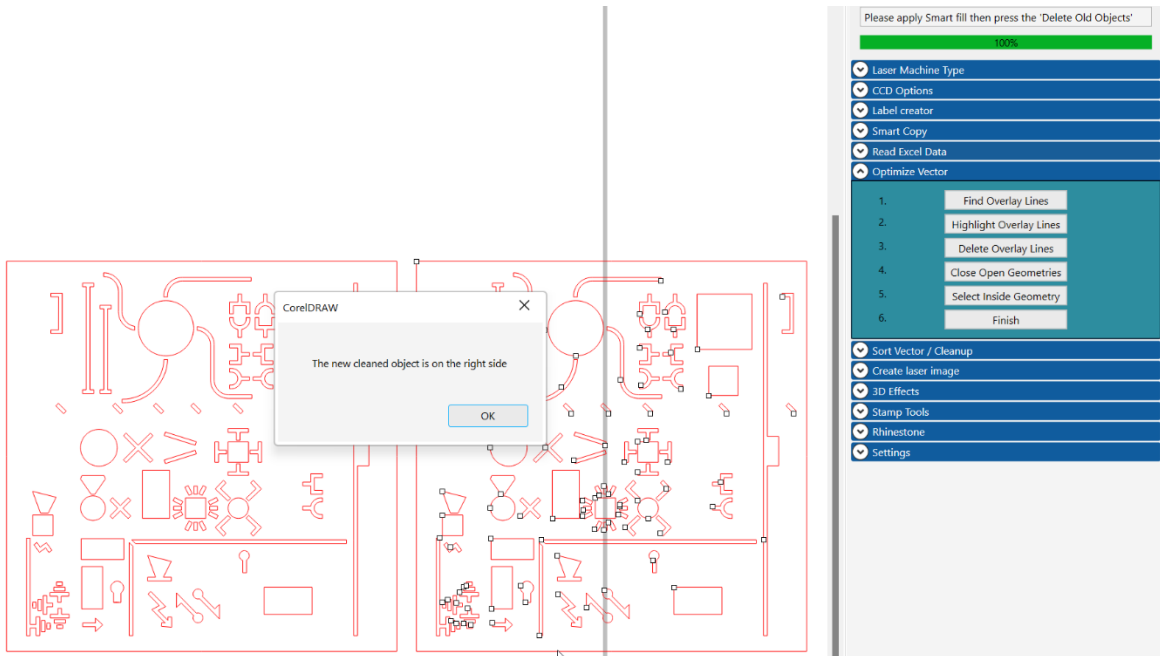 Please apply Smart fill then press the 'Delete Old Objects'
100%
Laser Machine Type
CCD Options
Label creator
Smart Copy
Read Excel Data
Optimize Vector
1. Find Overlay Lines
2. Highlight Overlay Lines
3. Delete Overlay Lines
4. Close Open Geometries
5. Select Inside Geometry
6. Finish
Sort Vector / Cleanup
Create laser image
3D Effects
Stamp Tools
Rhinestone
Settings
CorelDRAW
The new cleaned object is on the right side
OK